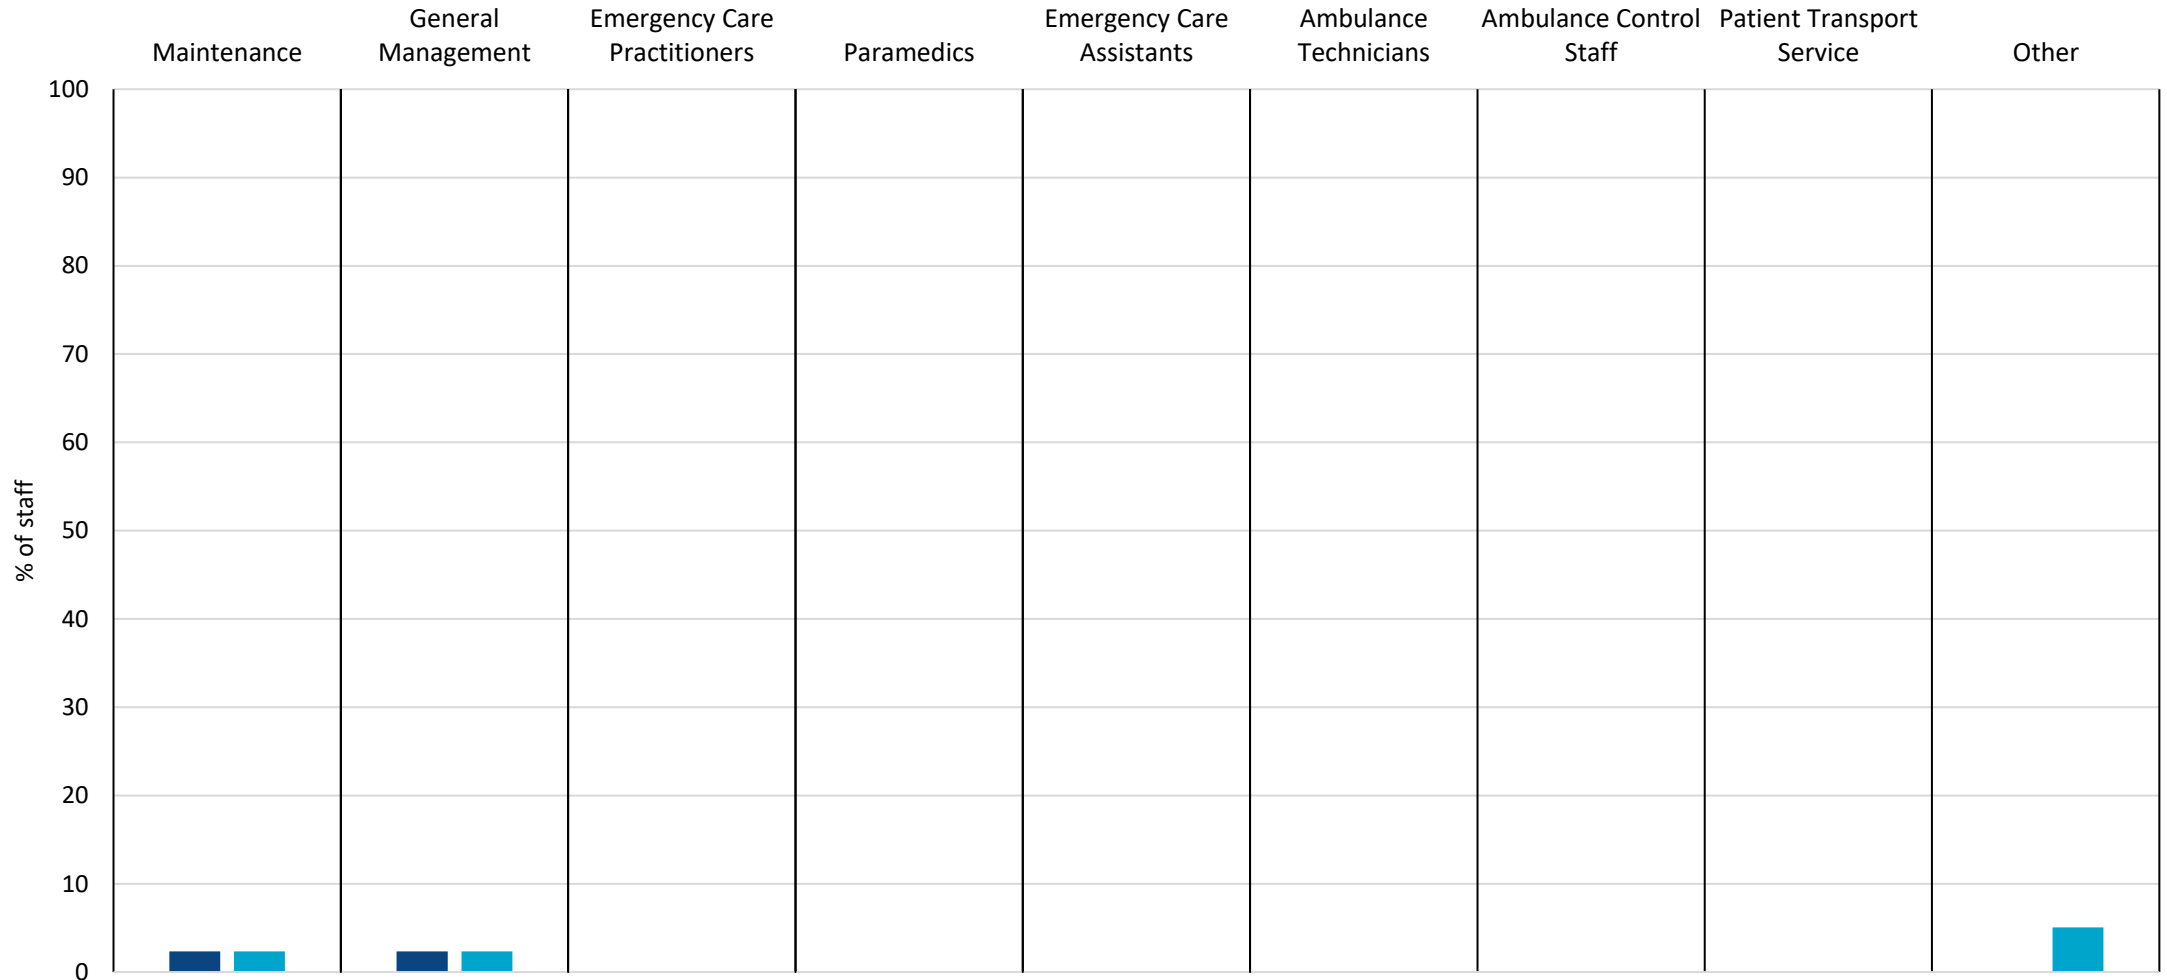 Maintenance
General
Management
Emergency Care
Practitioners
Paramedics
Emergency Care
Assistants
Ambulance
Technicians
Ambulance Control
Staff
Patient Transport
Service
Other
100
90
80
70
60
50
40
30
20
10
0
% of staff